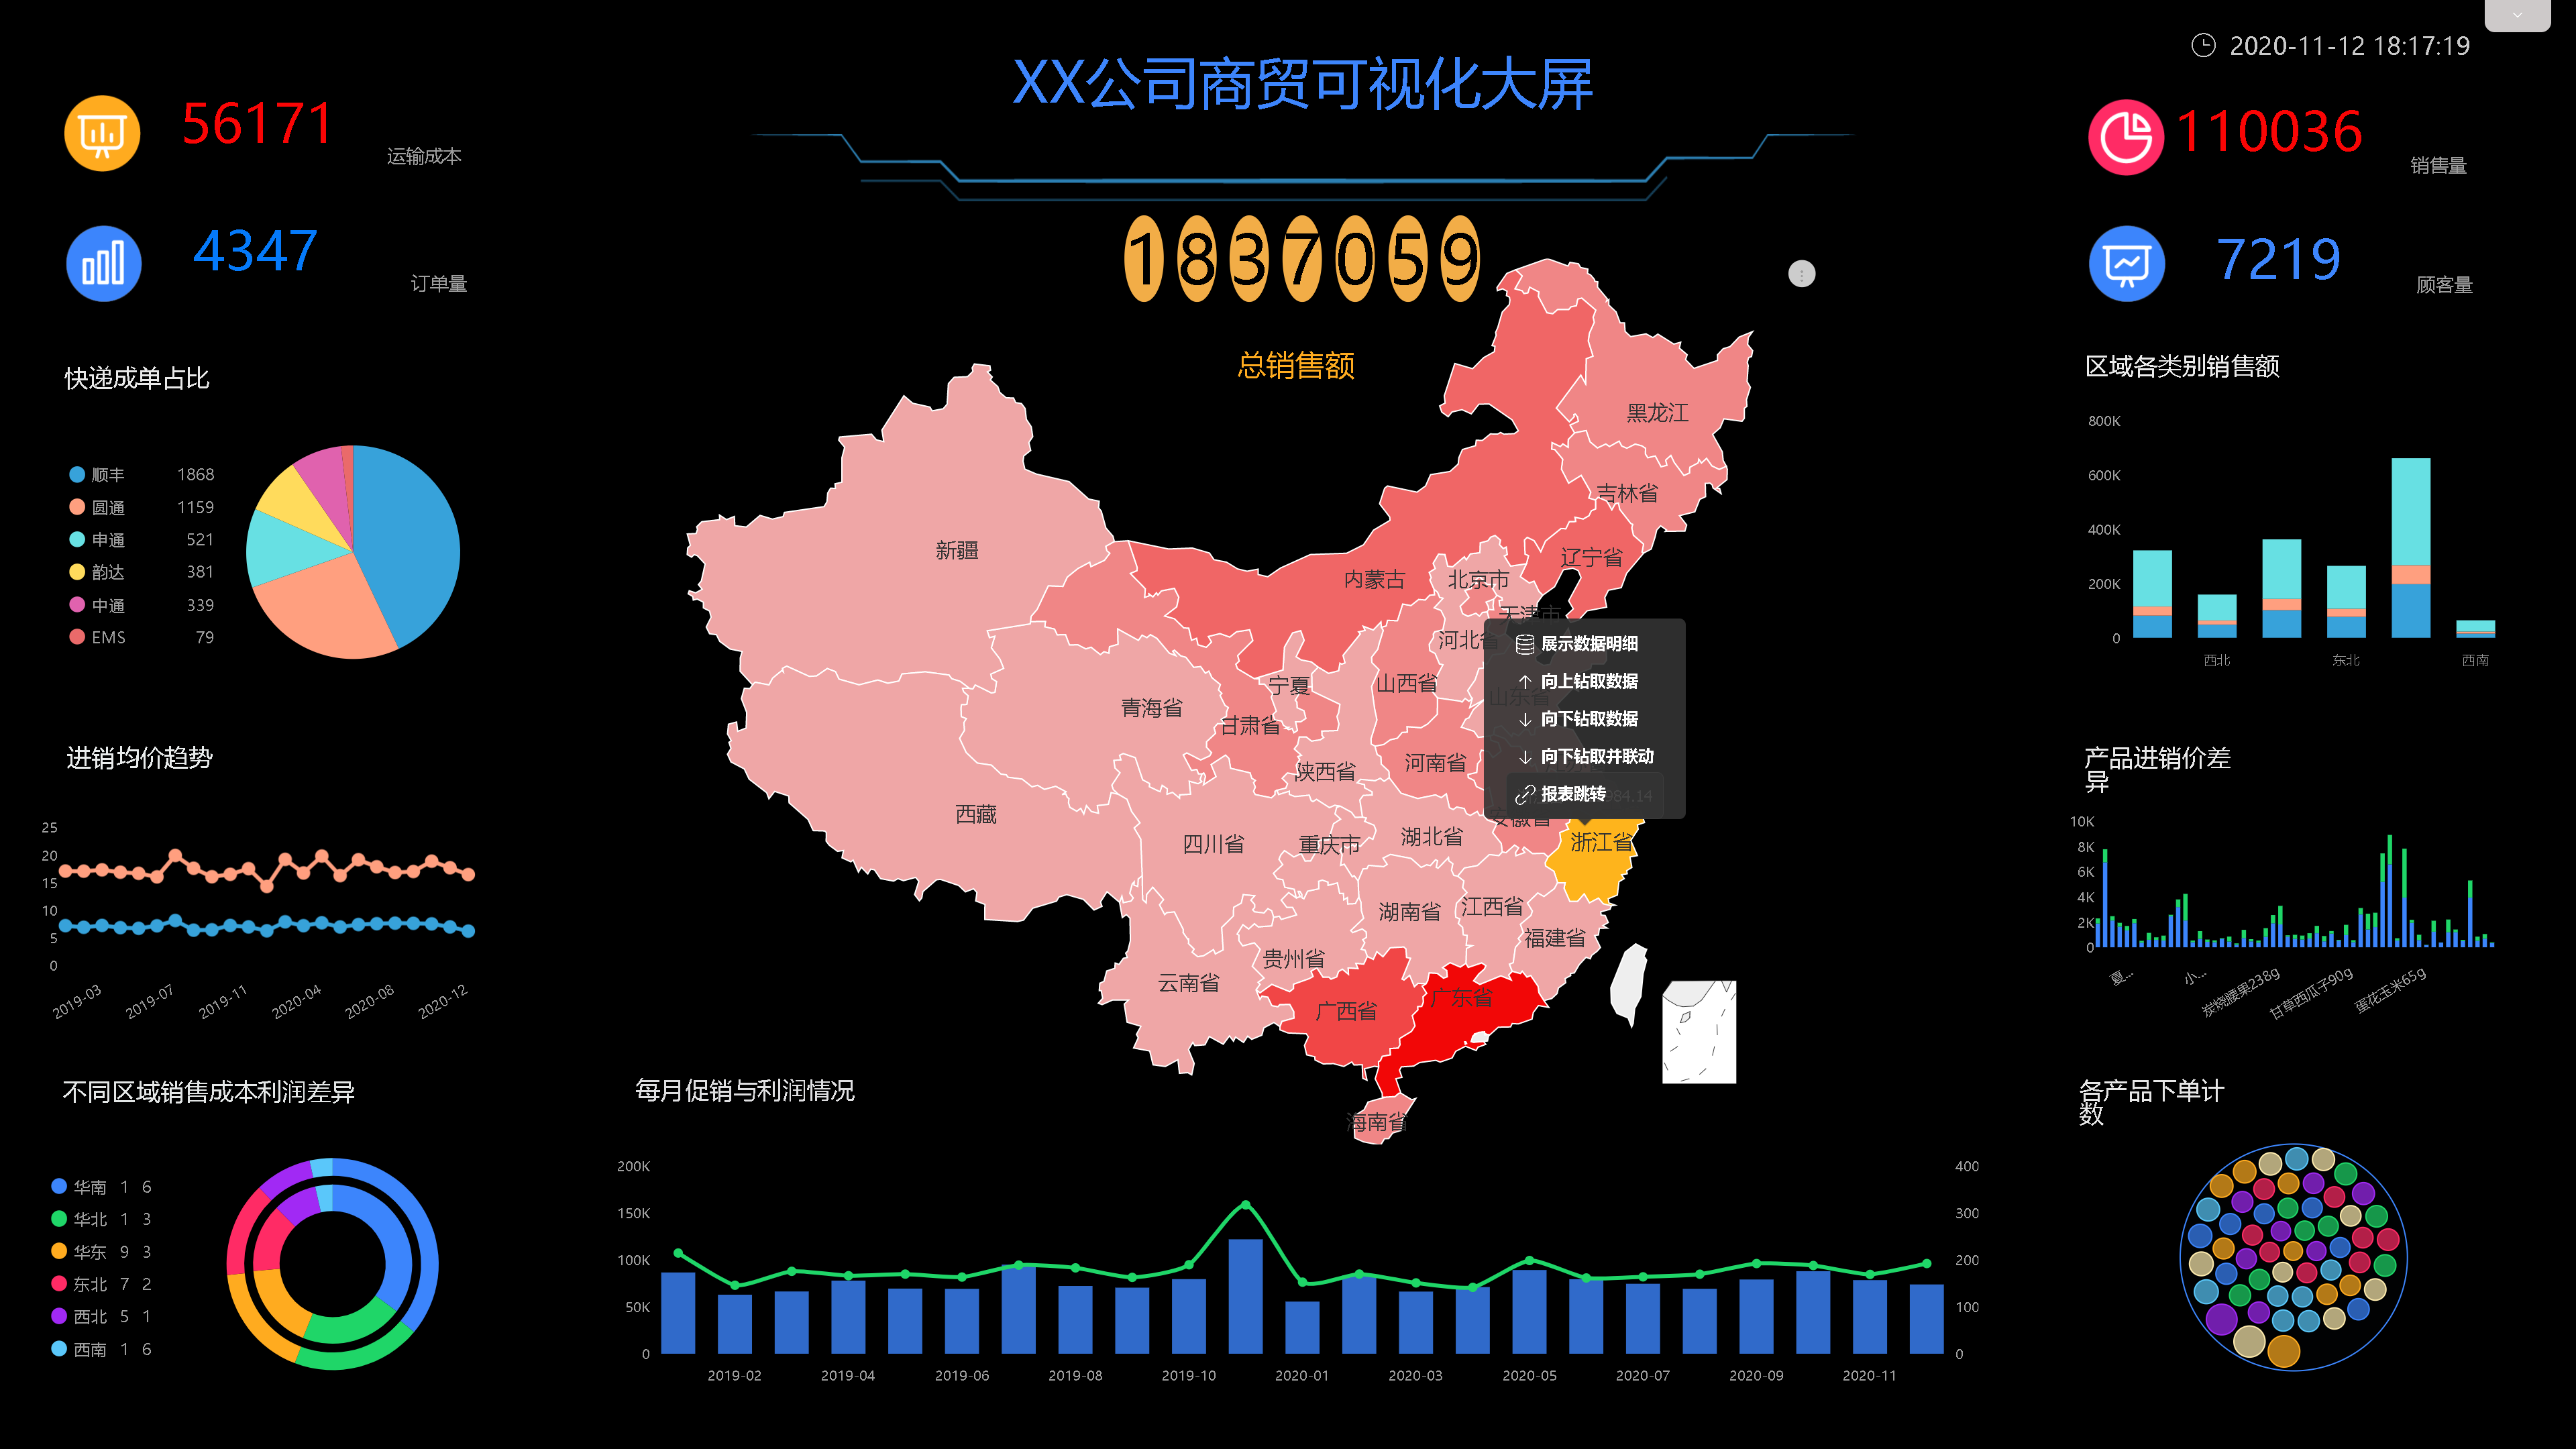 2020-11-12 18:17:19
XX公司商贸可视化大屏
56171
运输成本
4347
订单量
110036
销售量
7219
顾客量
1837059
总销售额
快递成单占比
顺丰 1868
圆通 1159
申通 521
韵达 381
中通 339
EMS 79
进销均价趋势
25
20
15
10
5
0
2019-03
2019-07
2019-11
2020-04
2020-08
2020-12
不同区域销售成本利润差异
华南 1 6
华北 1 3
华东 9 3
东北 7 2
西北 5 1
西南 1 6
黑龙江
吉林省
辽宁省
新疆
内蒙古
北京市
天津市
河北省
山西省
宁夏
山东省
青海省
甘肃省
河南省
陕西省
西藏
四川省
重庆市
湖北省
安徽省
浙江省
湖南省
江西省
福建省
贵州省
云南省
广西省
广东省
海南省
展示数据明细
向上钻取数据
向下钻取数据
向下钻取并联动
报表跳转
984.14
每月促销与利润情况
200K
150K
100K
50K
0
400
300
200
100
0
2019-02
2019-04
2019-06
2019-08
2019-10
2020-01
2020-03
2020-05
2020-07
2020-09
2020-11
区域各类别销售额
800K
600K
400K
200K
0
西北
东北
西南
产品进销价差
异
10K
8K
6K
4K
2K
0
夏...
小...
炭烧腰果238g
甘草西瓜子90g
蛋花玉米65g
各产品下单计
数